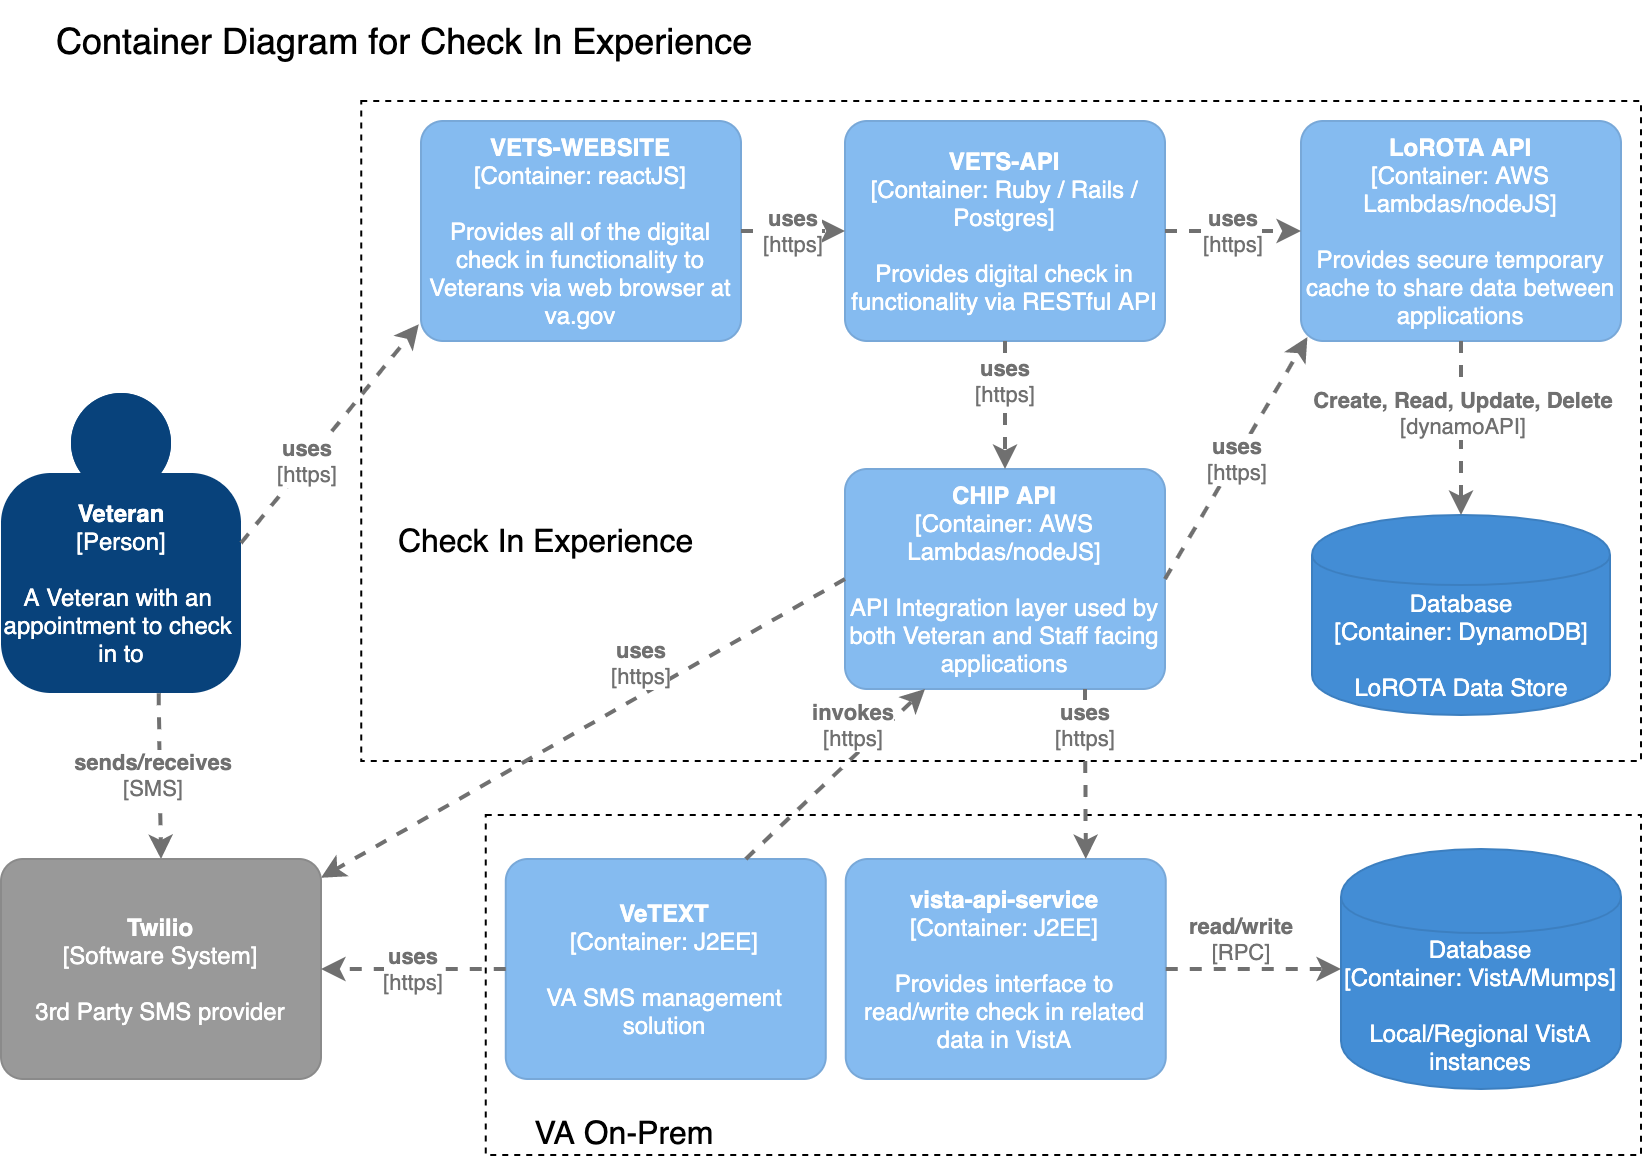 Container Diagram for Check In Experience
VETS-WEBSITE
[Container: reactJS]
Provides all of the digital
check in functionality to
Veterans via web browser at
va.gov
uses
[https]
VETS-API
[Container: Ruby / Rails /
Postgres]
Provides digital check in
functionality via RESTful API
uses
[https]
LoROTA API
[Container: AWS
Lambdas/nodeJS]
Provides secure temporary
cache to share data between
applications
uses
[https]
Create, Read, Update, Delete
[dynamoAPI]
uses
[https]
uses
[https]
Veteran
[Person]
A Veteran with an
appointment to check
in to
Check In Experience
CHIP API
[Container: AWS
Lambdas/nodeJS]
API Integration layer used by
both Veteran and Staff facing
applications
Database
[Container: DynamoDB]
LoROTA Data Store
uses
[https]
invokes
[https]
uses
[https]
sends/receives
[SMS]
Twilio
[Software System]
3rd Party SMS provider
uses
[https]
VeTEXT
[Container: J2EE]
VA SMS management
solution
vista-api-service
[Container: J2EE]
Provides interface to
read/write check in related
data in VistA
read/write
[RPC]
Database
[Container: VistA/Mumps]
Local/Regional VistA
instances
VA On-Prem